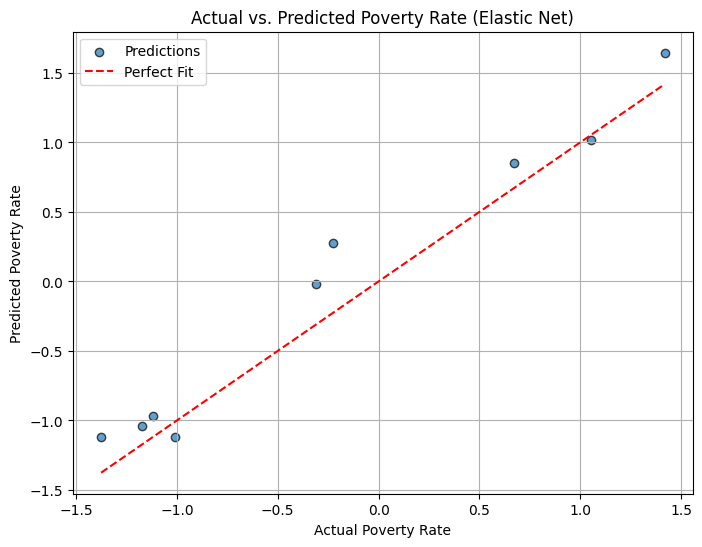 Actual vs. Predicted Poverty Rate (Elastic Net)
Predictions
Perfect Fit
Predicted Poverty Rate
1.5
1.0
0.5
0.0
−0.5
−1.0
−1.5
−1.5 −1.0 −0.5 0.0 0.5 1.0 1.5
Actual Poverty Rate